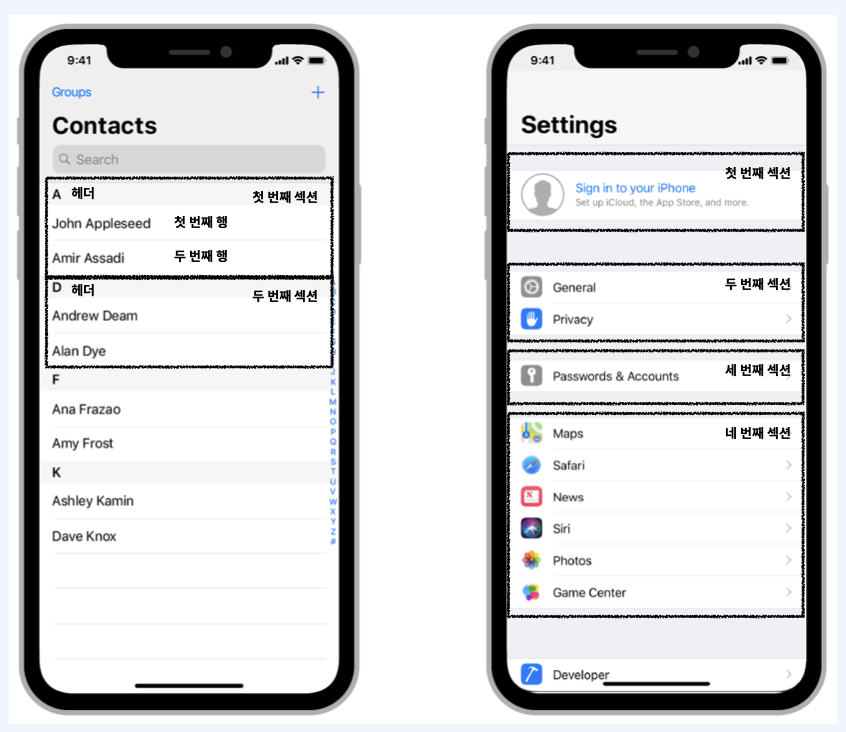 9:41
Groups +
Contacts
Search
A 헤더 첫 번째 섹션
John Appleseed 첫 번째 행
Amir Assadi 두 번째 행
D 헤더 두 번째 섹션
Andrew Deam
Alan Dye
F
Ana Frazao
Amy Frost
K
Ashley Kamin
Dave Knox
J
K
L
M
N
O
P
Q
R
S
T
U
V
W
X
Y
Z
#
9:41
Settings
첫 번째 섹션
Sign in to your iPhone
Set up iCloud, the App Store, and more.
General 두 번째 섹션
Privacy
Passwords & Accounts 세 번째 섹션
Maps 네 번째 섹션
Safari
News
Siri
Photos
Game Center
Developer